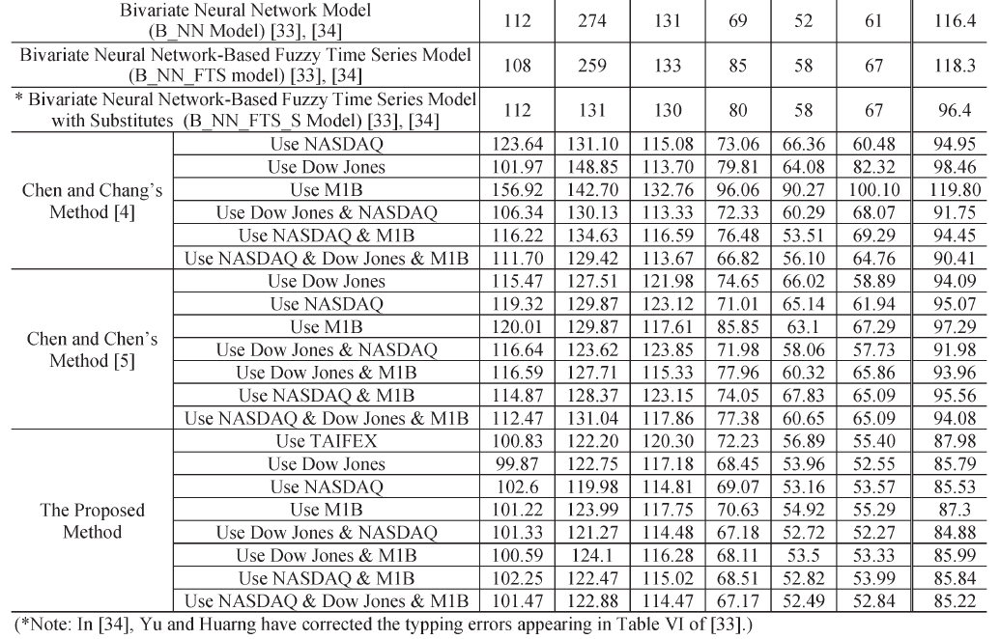 Bivariate Neural Network Model
(B_NN Model) [33], [34] 112 274 131 69 52 61 116.4
Bivariate Neural Network-Based Fuzzy Time Series Model
(B_NN_FTS model) [33], [34] 108 259 133 85 58 67 118.3
* Bivariate Neural Network-Based Fuzzy Time Series Model
with Substitutes (B_NN_FTS_S Model) [33], [34] 112 131 130 80 58 67 96.4
Chen and Chang's
Method [4]
Use NASDAQ 123.64 131.10 115.08 73.06 66.36 60.48 94.95
Use Dow Jones 101.97 148.85 113.70 79.81 64.08 82.32 98.46
Use M1B 156.92 142.70 132.76 96.06 90.27 100.10 119.80
Use Dow Jones & NASDAQ 106.34 130.13 113.33 72.33 60.29 68.07 91.75
Use NASDAQ & M1B 116.22 134.63 116.59 76.48 53.51 69.29 94.45
Use NASDAQ & Dow Jones & M1B 111.70 129.42 113.67 66.82 56.10 64.76 90.41
Chen and Chen's
Method [5]
Use Dow Jones 115.47 127.51 121.98 74.65 66.02 58.89 94.09
Use NASDAQ 119.32 129.87 123.12 71.01 65.14 61.94 95.07
Use M1B 120.01 129.87 117.61 85.85 63.1 67.29 97.29
Use Dow Jones & NASDAQ 116.64 123.62 123.85 71.98 58.06 57.73 91.98
Use Dow Jones & M1B 116.59 127.71 115.33 77.96 60.32 65.86 93.96
Use NASDAQ & M1B 114.87 128.37 123.15 74.05 67.83 65.09 95.56
Use NASDAQ & Dow Jones & M1B 112.47 131.04 117.86 77.38 60.65 65.09 94.08
The Proposed
Method
Use TAIFEX 100.83 122.20 120.30 72.23 56.89 55.40 87.98
Use Dow Jones 99.87 122.75 117.18 68.45 53.96 52.55 85.79
Use NASDAQ 102.6 119.98 114.81 69.07 53.16 53.57 85.53
Use M1B 101.22 123.99 117.75 70.63 54.92 55.29 87.3
Use Dow Jones & NASDAQ 101.33 121.27 114.48 67.18 52.72 52.27 84.88
Use Dow Jones & M1B 100.59 124.1 116.28 68.11 53.5 53.33 85.99
Use NASDAQ & M1B 102.25 122.47 115.02 68.51 52.82 53.99 85.84
Use NASDAQ & Dow Jones & M1B 101.47 122.88 114.47 67.17 52.49 52.84 85.22
(*Note: In [34], Yu and Huarng have corrected the typping errors appearing in Table VI of [33].)